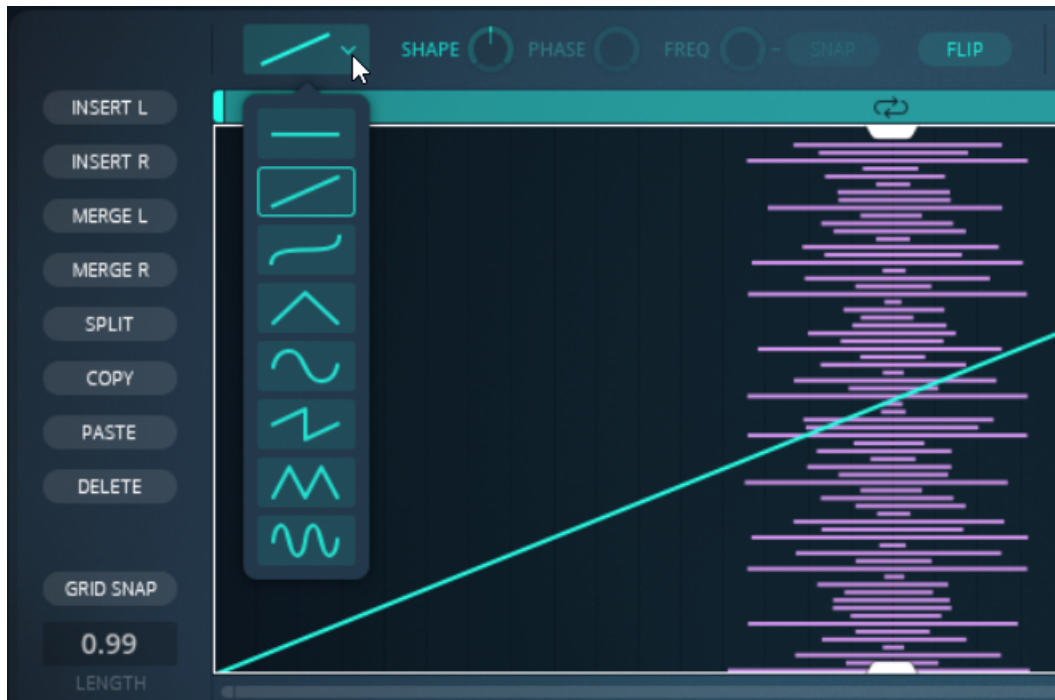 SHAPE PHASE FREQ SNAP FLIP
INSERT L
INSERT R
MERGE L
MERGE R
SPLIT
COPY
PASTE
DELETE
GRID SNAP
0.99
LENGTH